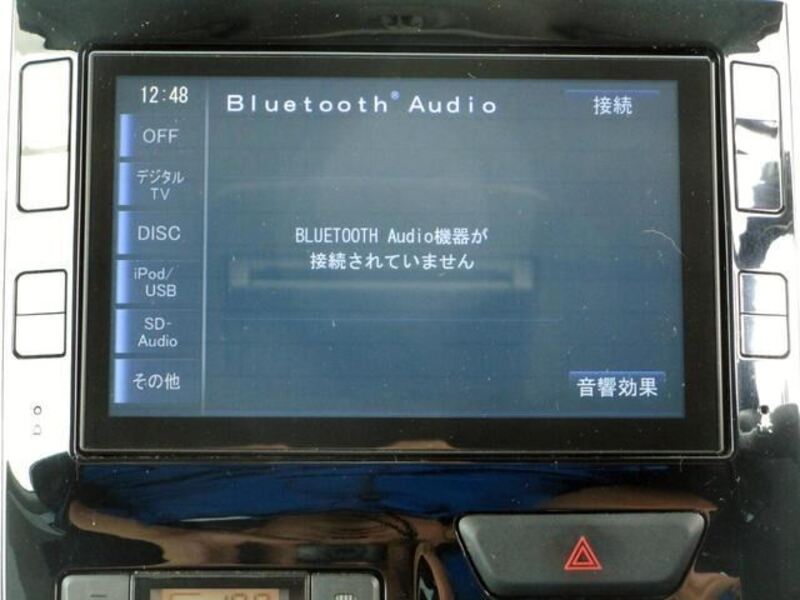 12:48
Bluetooth® Audio
接続
OFF
デジタル
TV
DISC
iPod/
USB
SD-
Audio
その他
BLUETOOTH Audio機器が
接続されていません
音響効果